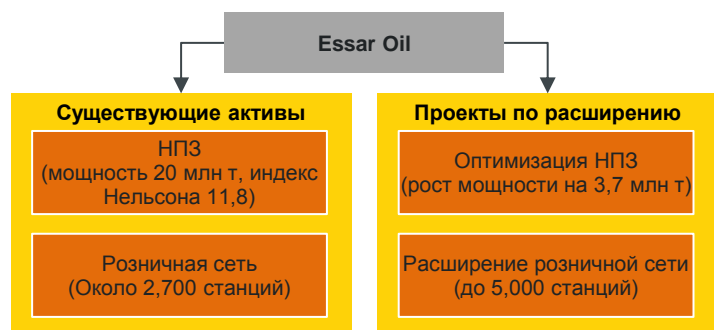 Essar Oil
Существующие активы
НПЗ
(мощность 20 млн т, индекс
Нельсона 11,8)
Розничная сеть
(Около 2,700 станций)
Проекты по расширению
Оптимизация НПЗ
(рост мощности на 3,7 млн т)
Расширение розничной сети
(до 5,000 станций)